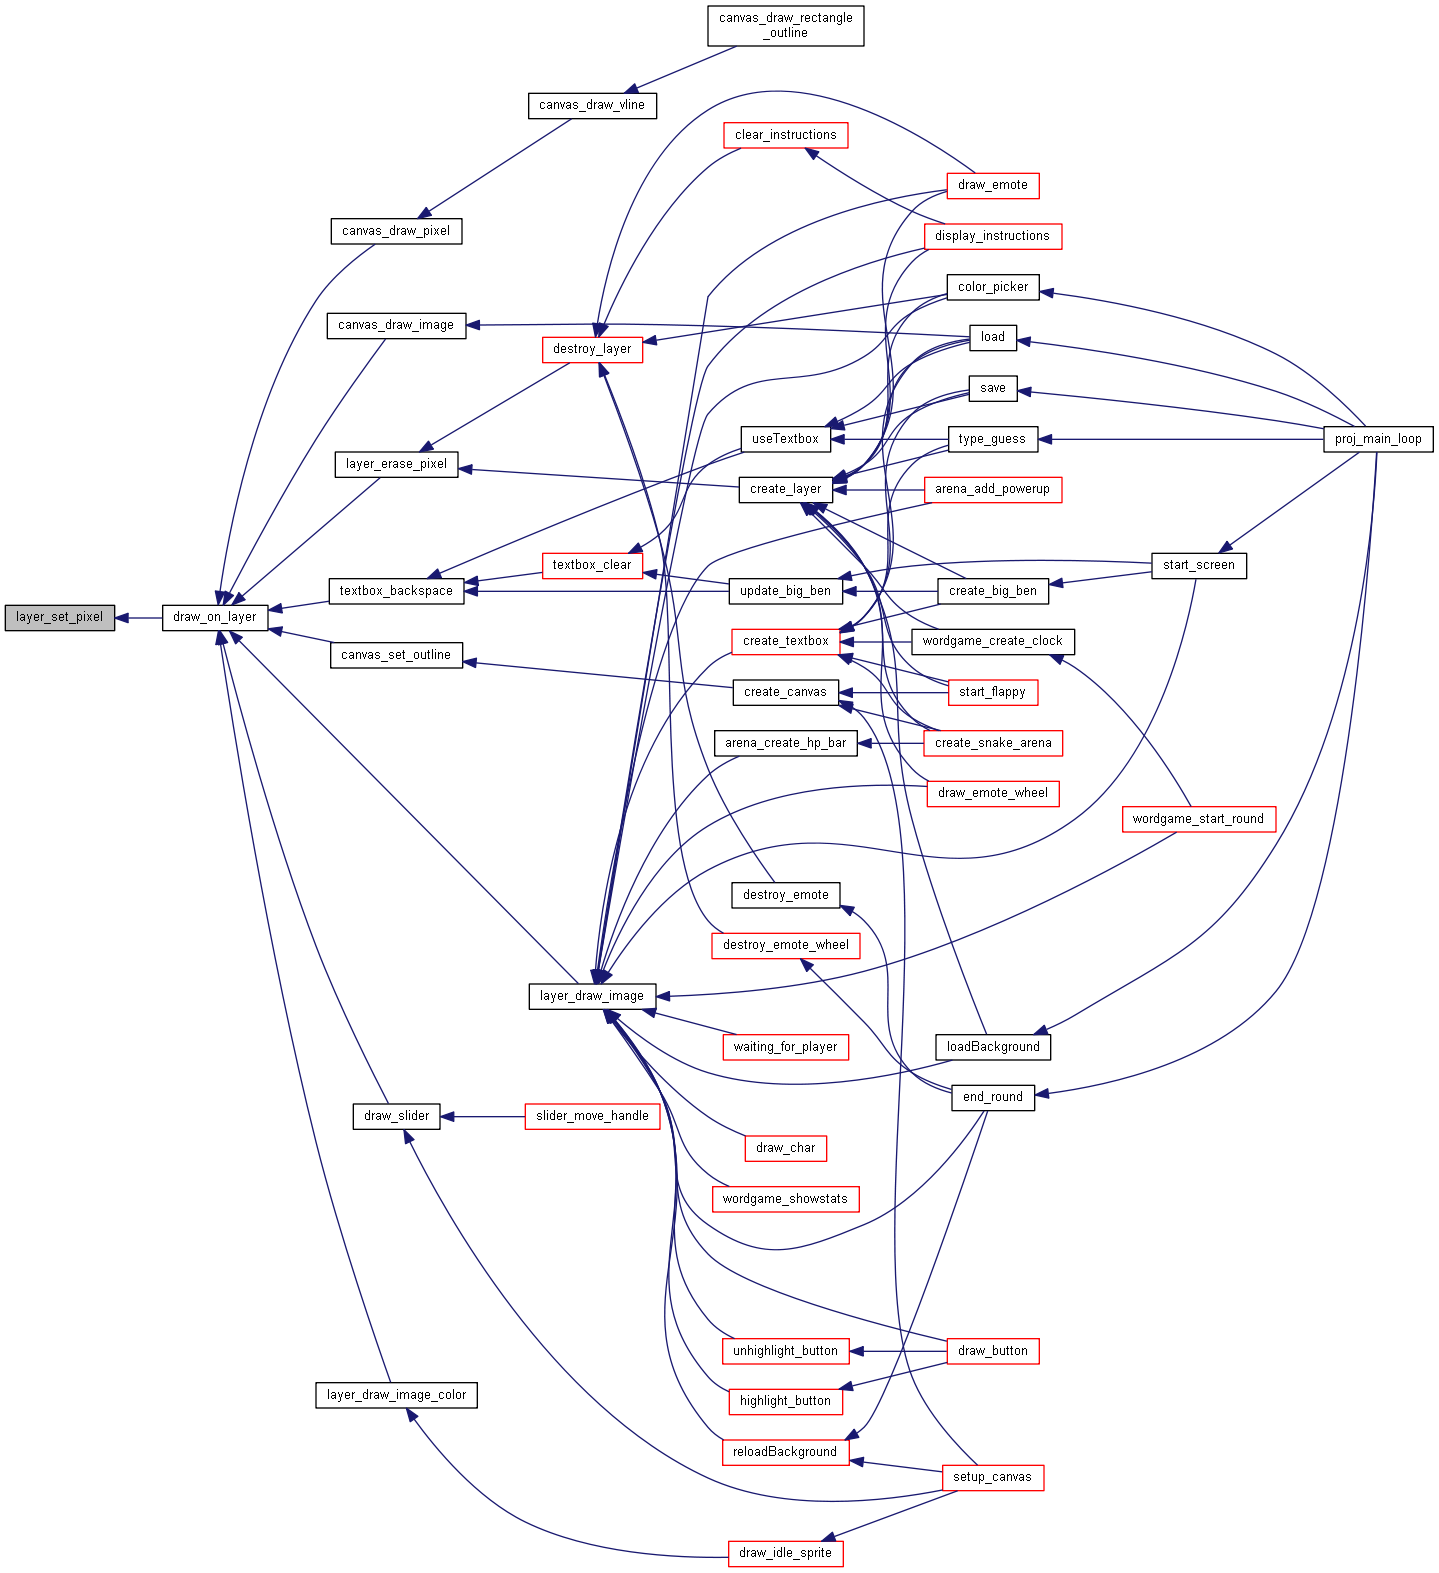 canvas_draw_rectangle
_outline
canvas_draw_vline
clear_instructions
draw_emote
canvas_draw_pixel
display_instructions
color_picker
canvas_draw_image
load
destroy_layer
save
useTextbox
type_guess
proj_main_loop
layer_erase_pixel
create_layer
arena_add_powerup
textbox_clear
start_screen
textbox_backspace
update_big_ben
create_big_ben
layer_set_pixel
draw_on_layer
create_textbox
wordgame_create_clock
canvas_set_outline
create_canvas
start_flappy
arena_create_hp_bar
create_snake_arena
draw_emote_wheel
wordgame_start_round
destroy_emote
destroy_emote_wheel
layer_draw_image
waiting_for_player
loadBackground
end_round
draw_slider
slider_move_handle
draw_char
wordgame_showstats
unhighlight_button
draw_button
layer_draw_image_color
highlight_button
reloadBackground
setup_canvas
draw_idle_sprite